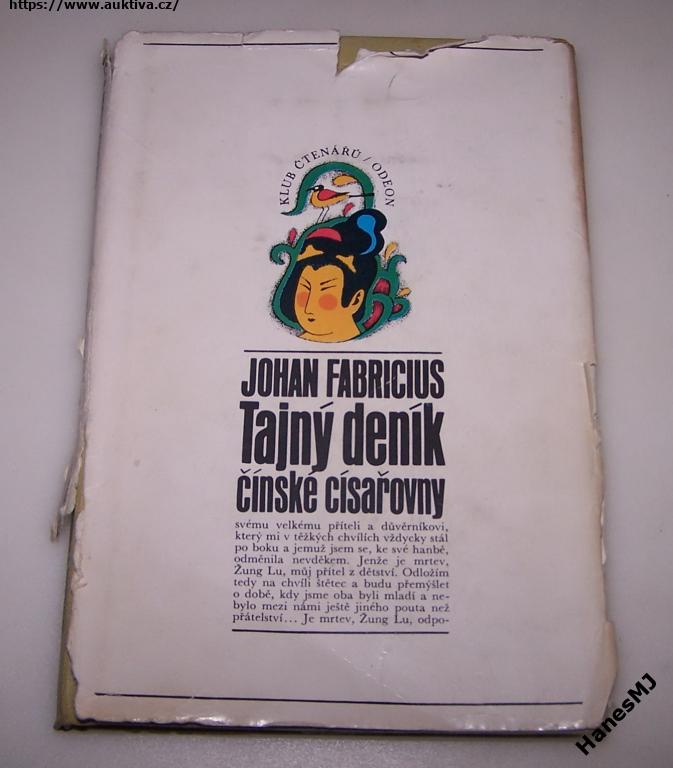 https://www.auktiva.cz/
KLUB ČTENÁŘŮ / ODEON
JOHAN FABRICIUS
Tajný deník
čínské císařovny
svému velkému příteli a důvěrníkovi,
který mi v těžkých chvílích vždycky stál
po boku a jemuž jsem se, ke své hanbě,
odměnila nevděkem. Jenže je mrtev,
Žung Lu, můj přítel z dětství. Odložím
tedy na chvíli štětec a budu přemýšlet
o době, kdy jsme oba byli mladí a ne-
bylo mezi námi ještě jiného pouta než
přátelství... Je mrtev, Žung Lu, odpo-
HanesMJ